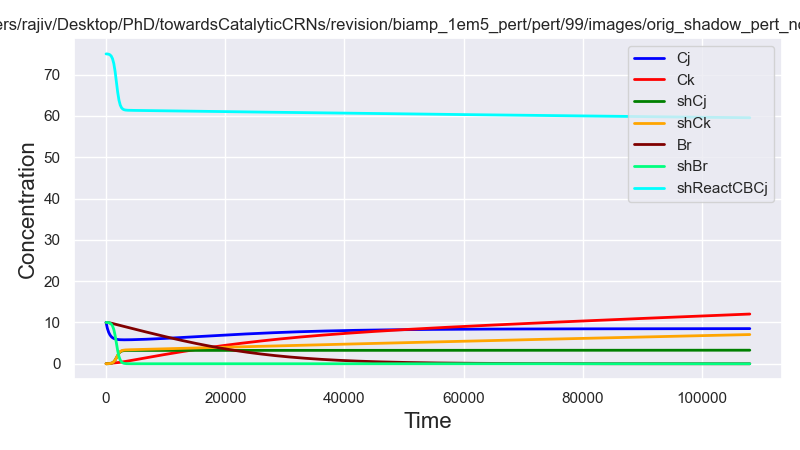 ers/rajiv/Desktop/PhD/towardsCatalyticCRNs/revision/biamp_1em5_pert/pert/99/images/orig_shadow_pert_no
Concentration
70
60
50
40
30
20
10
0
Cj
Ck
shCj
shCk
Br
shBr
shReactCBCj
0
20000
40000
60000
80000
100000
Time